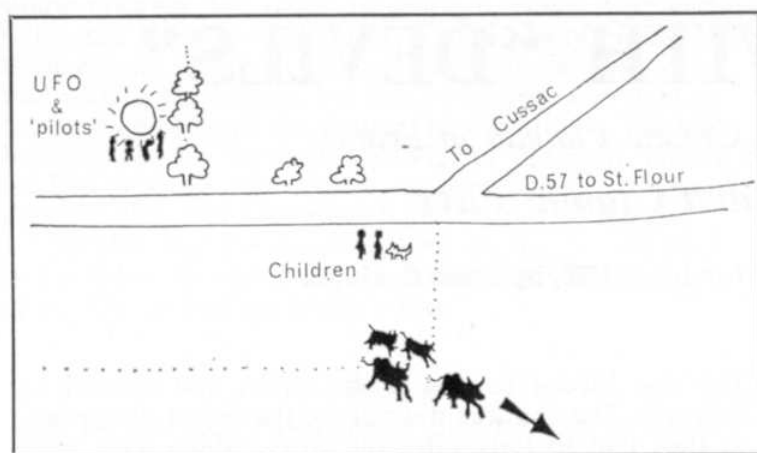 UFO
&
'pilots'
To Cussac
D.57 to St. Flour
Children